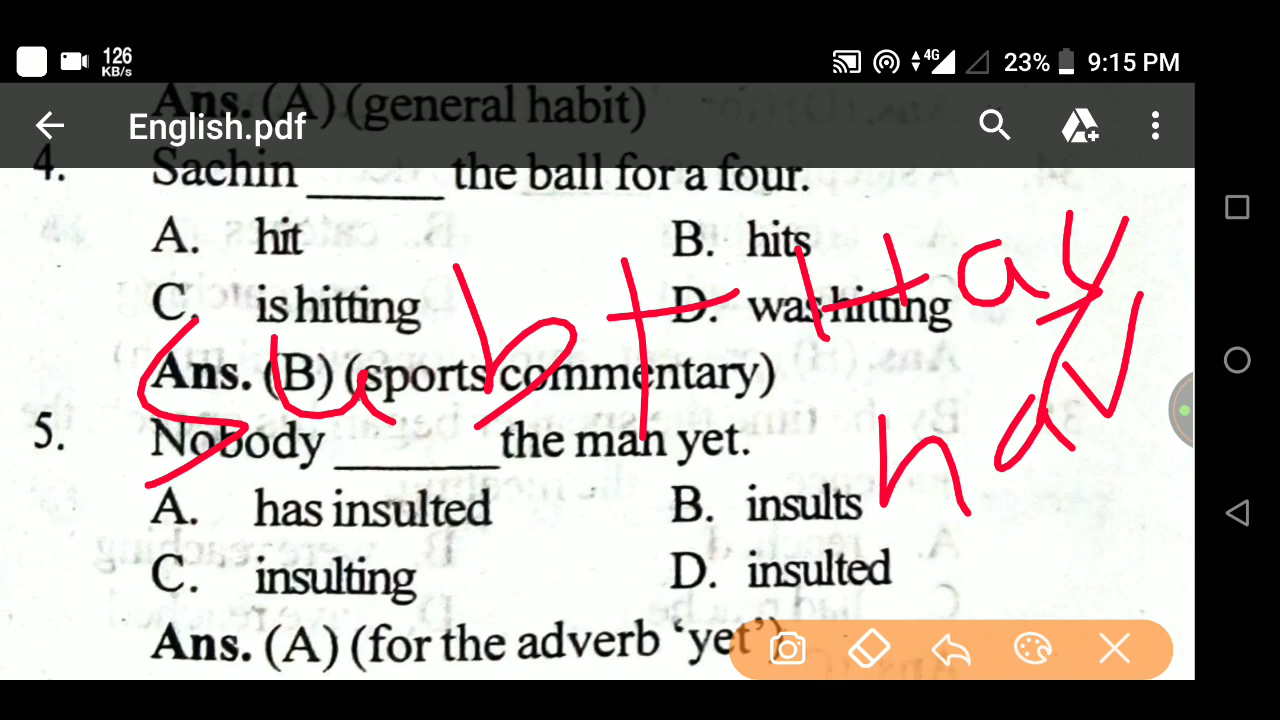 126
KB/s
4G 23% 9:15 PM
English.pdf
Ans. (A) (general habit)
4. Sachin ______ the ball for a four.
A. hit B. hits
C. is hitting D. was hitting
Ans. (B) (sports commentary)
5. Nobody ______ the man yet.
A. has insulted B. insults
C. insulting D. insulted
Ans. (A) (for the adverb ‘yet’)